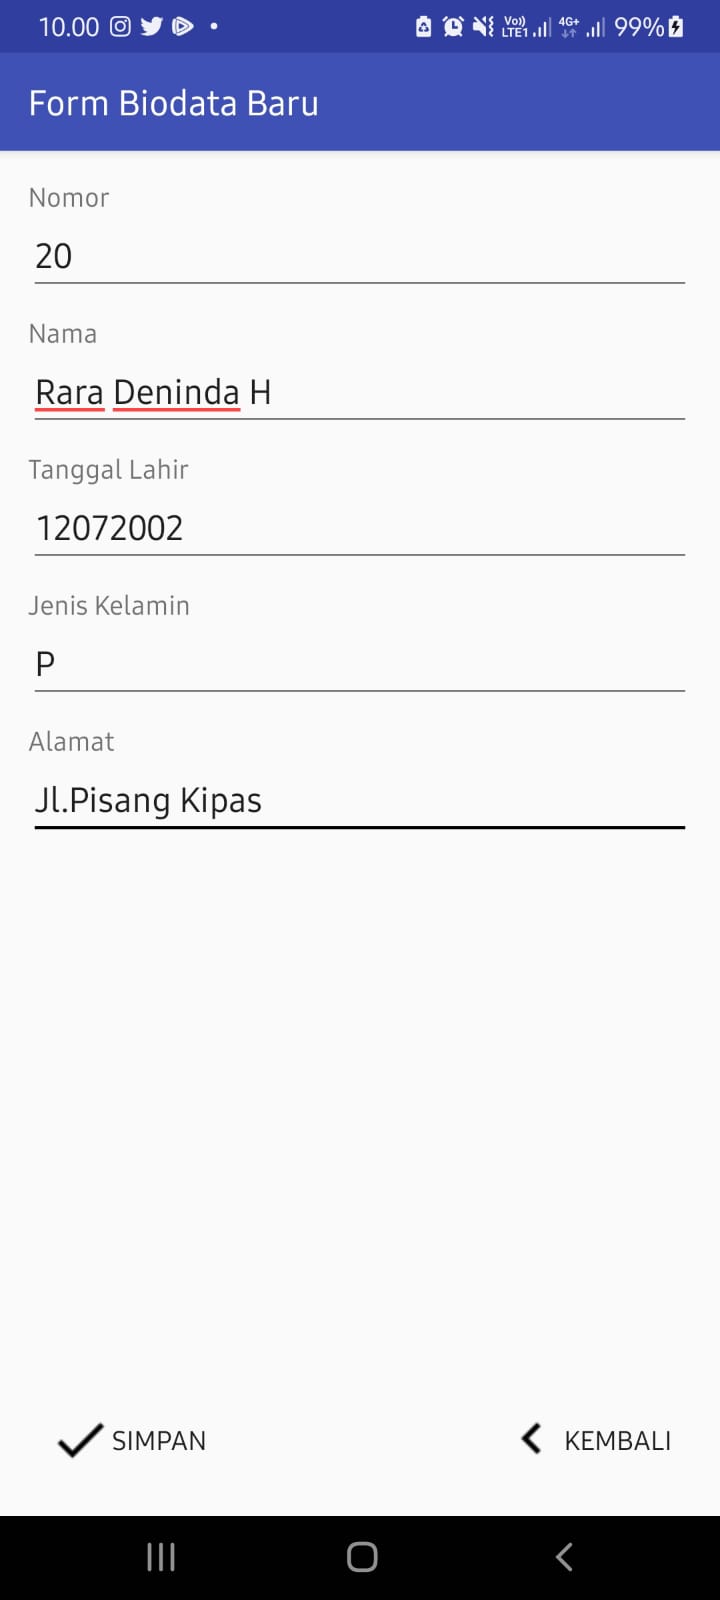 10.00 Vo)) LTE1 4G+ 99%
Form Biodata Baru
Nomor
20
Nama
Rara Deninda H
Tanggal Lahir
12072002
Jenis Kelamin
P
Alamat
Jl.Pisang Kipas
SIMPAN KEMBALI